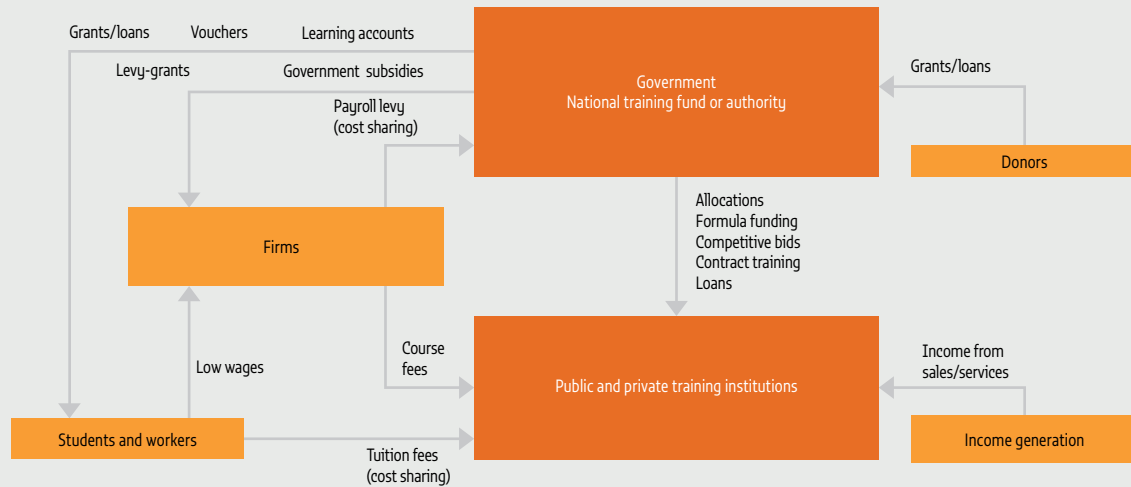 Grants/loans
Vouchers
Learning accounts
Levy-grants
Government subsidies
Payroll levy
(cost sharing)
Government
National training fund or authority
Grants/loans
Donors
Allocations
Formula funding
Competitive bids
Contract training
Loans
Firms
Low wages
Course
fees
Public and private training institutions
Income from
sales/services
Students and workers
Tuition fees
(cost sharing)
Income generation